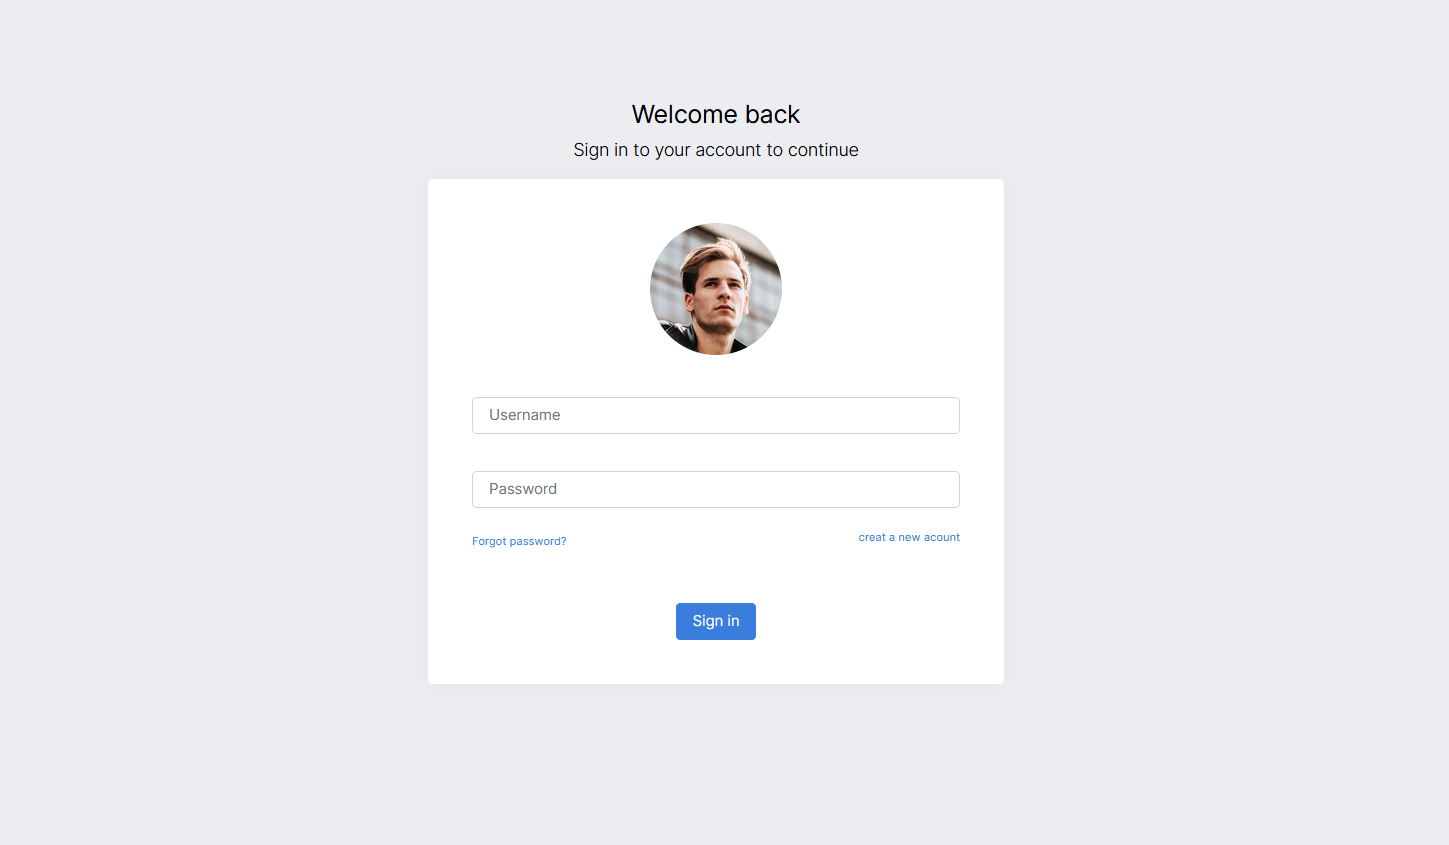 Welcome back
Sign in to your account to continue
Username
Password
Forgot password?
creat a new acount
Sign in